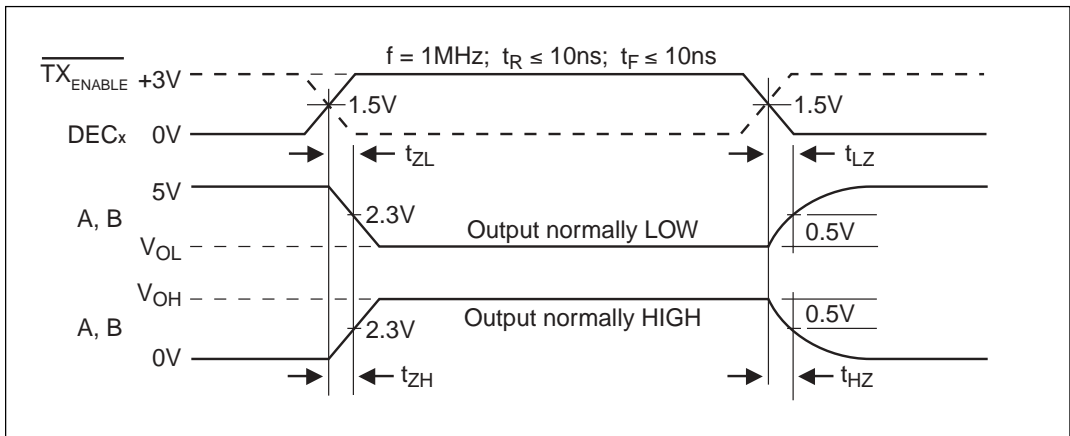 f = 1MHz; tR ≤ 10ns; tF ≤ 10ns
TXENABLE +3V
1.5V 1.5V
DECx 0V
tZL tLZ
5V
A, B 2.3V 0.5V
Output normally LOW
VOL
VOH
A, B 2.3V 0.5V
Output normally HIGH
0V
tZH tHZ